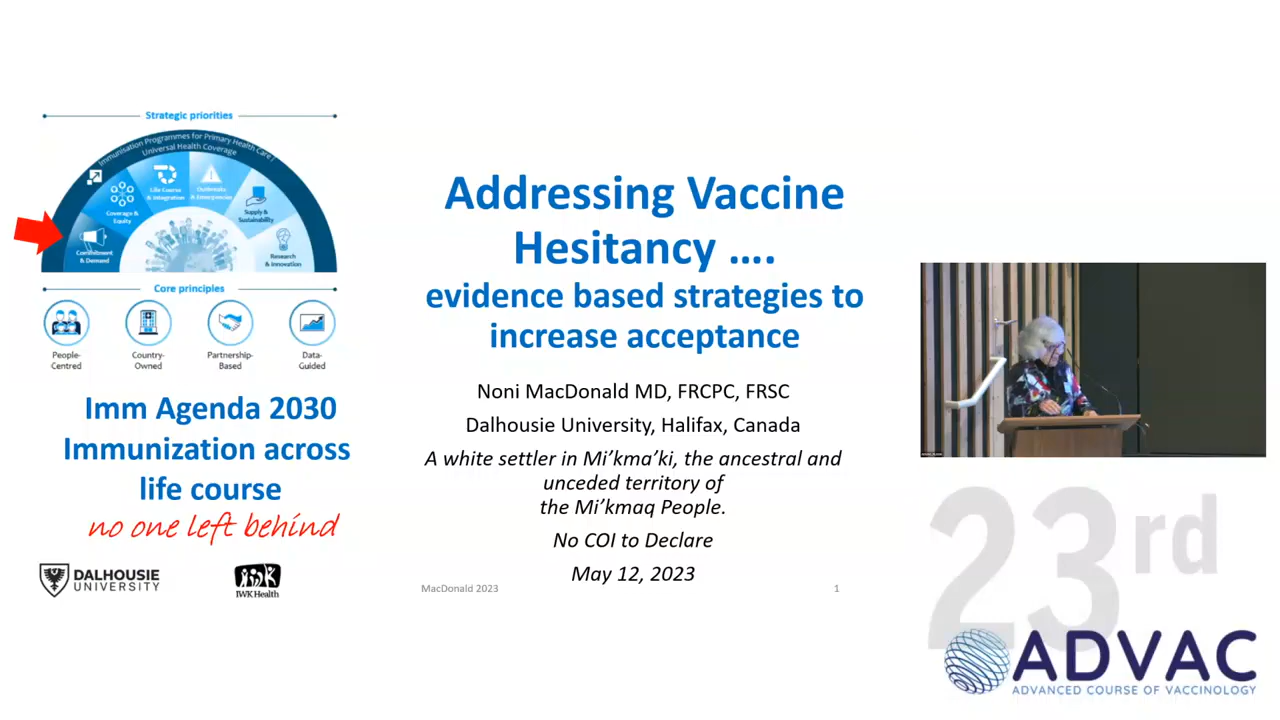 Strategic priorities
Immunisation Programmes for Primary Health Care /
Universal Health Coverage
Life Course
& Integration
Outbreaks
& Emergencies
Coverage &
Equity
Supply &
Sustainability
Commitment
& Demand
Research
& Innovation
Core principles
People-
Centred
Country-
Owned
Partnership-
Based
Data-
Guided
Imm Agenda 2030
Immunization across
life course
no one left behind
DALHOUSIE
UNIVERSITY
IWK Health
Addressing Vaccine
Hesitancy ….
evidence based strategies to
increase acceptance
Noni MacDonald MD, FRCPC, FRSC
Dalhousie University, Halifax, Canada
A white settler in Mi’kma’ki, the ancestral and
unceded territory of
the Mi’kmaq People.
No COI to Declare
May 12, 2023
MacDonald 2023
1
23rd
ADVAC
ADVANCED COURSE OF VACCINOLOGY